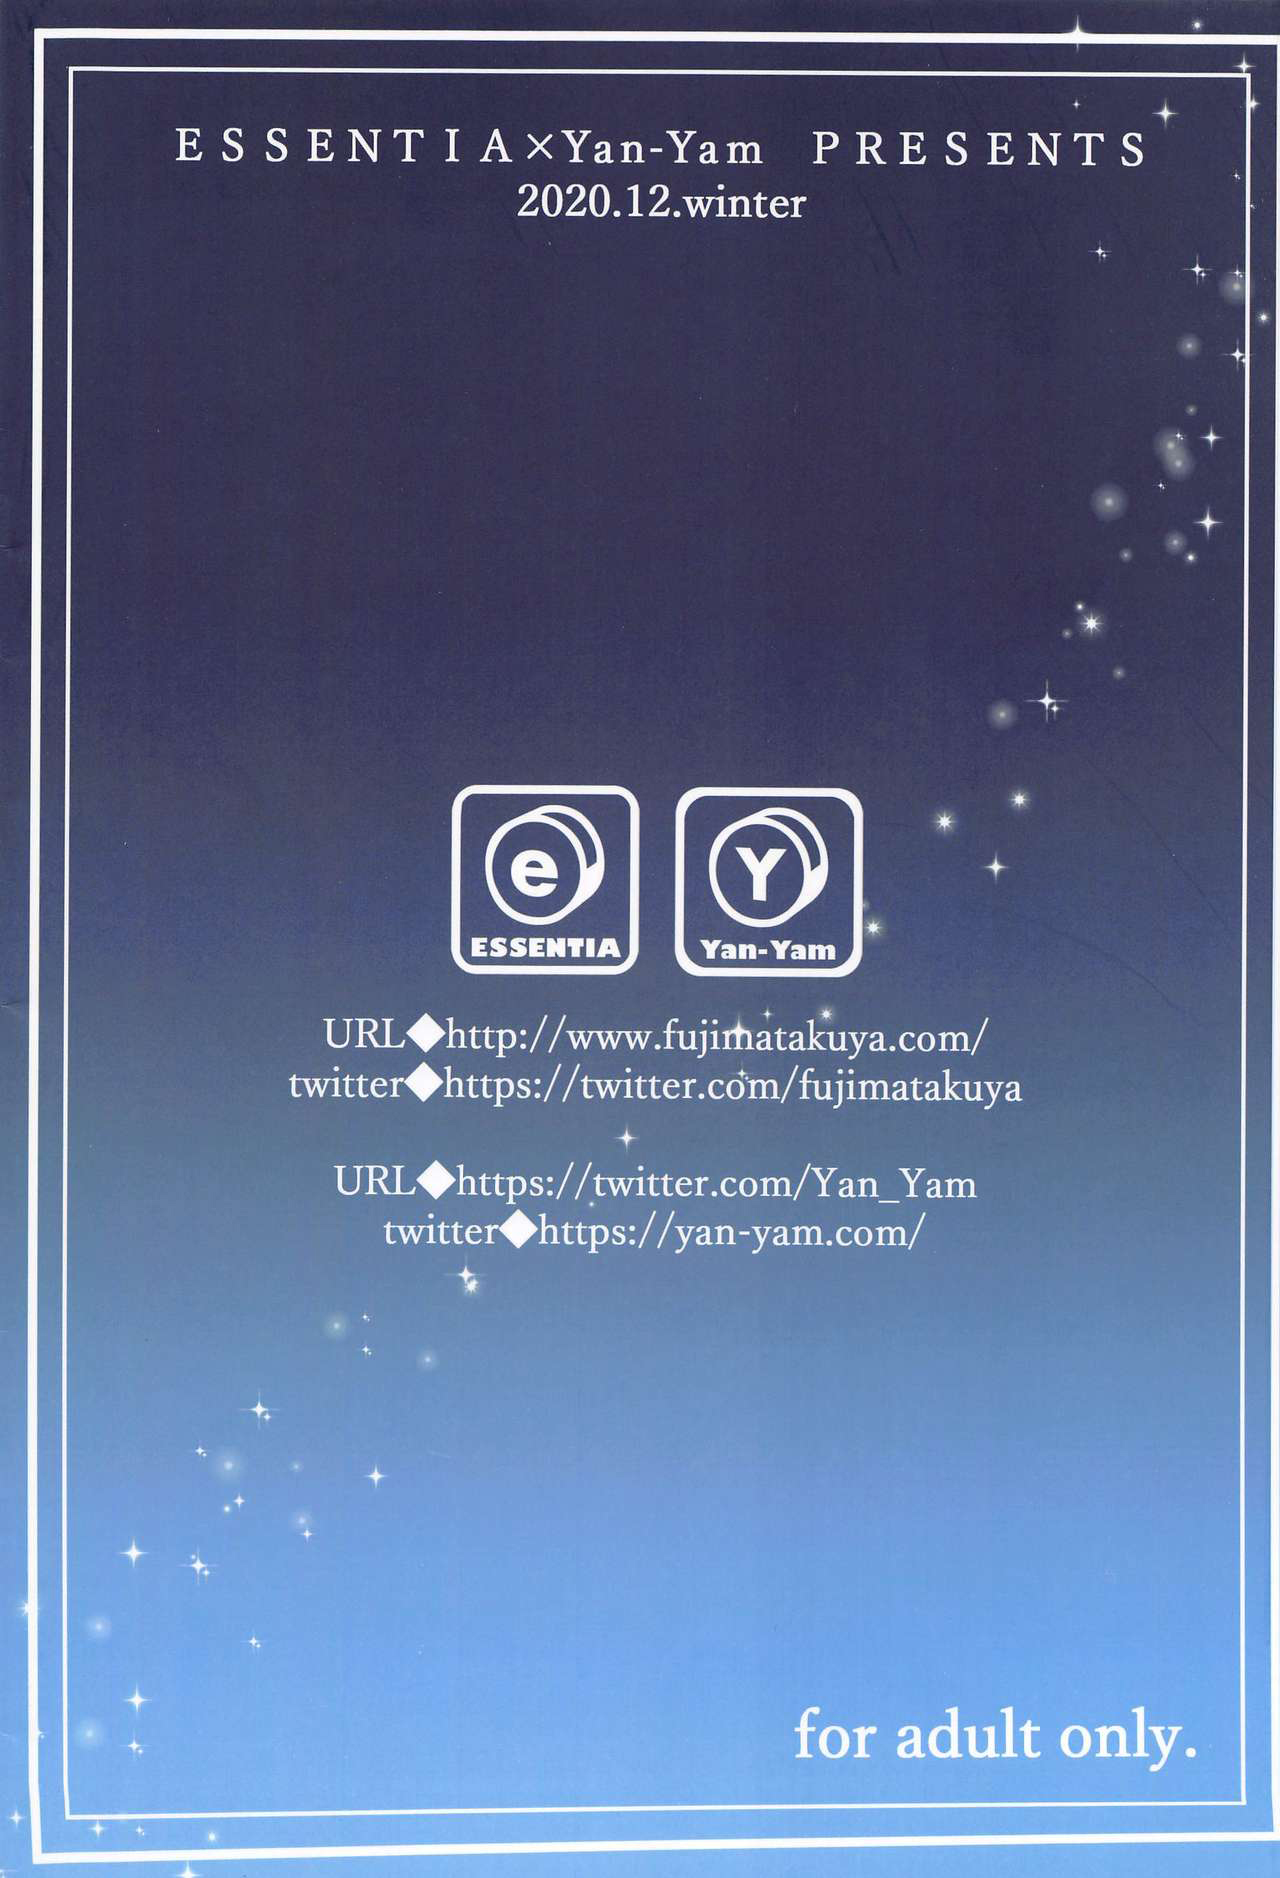 ESSENTIA×Yan-Yam PRESENTS
2020.12.winter
e
ESSENTIA
Y
Yan-Yam
URL◆http://www.fujimatakuya.com/
twitter◆https://twitter.com/fujimatakuya
URL◆https://twitter.com/Yan_Yam
twitter◆https://yan-yam.com/
for adult only.